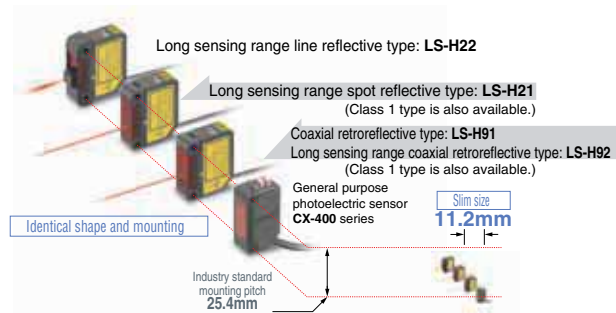 Long sensing range line reflective type: LS-H22
Long sensing range spot reflective type: LS-H21
(Class 1 type is also available.)
Coaxial retroreflective type: LS-H91
Long sensing range coaxial retroreflective type: LS-H92
(Class 1 type is also available.)
General purpose
photoelectric sensor
CX-400 series
Slim size
11.2mm
Identical shape and mounting
Industry standard
mounting pitch
25.4mm